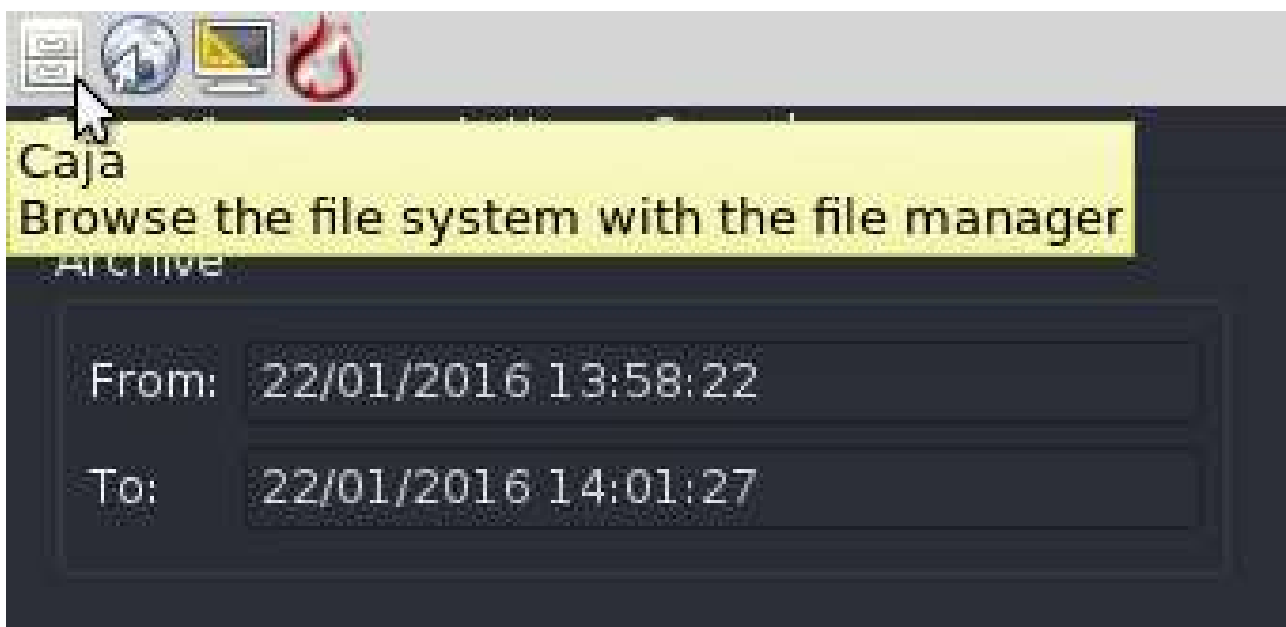 Caja
Browse the file system with the file manager
Archive
From: 22/01/2016 13:58:22
To: 22/01/2016 14:01:27